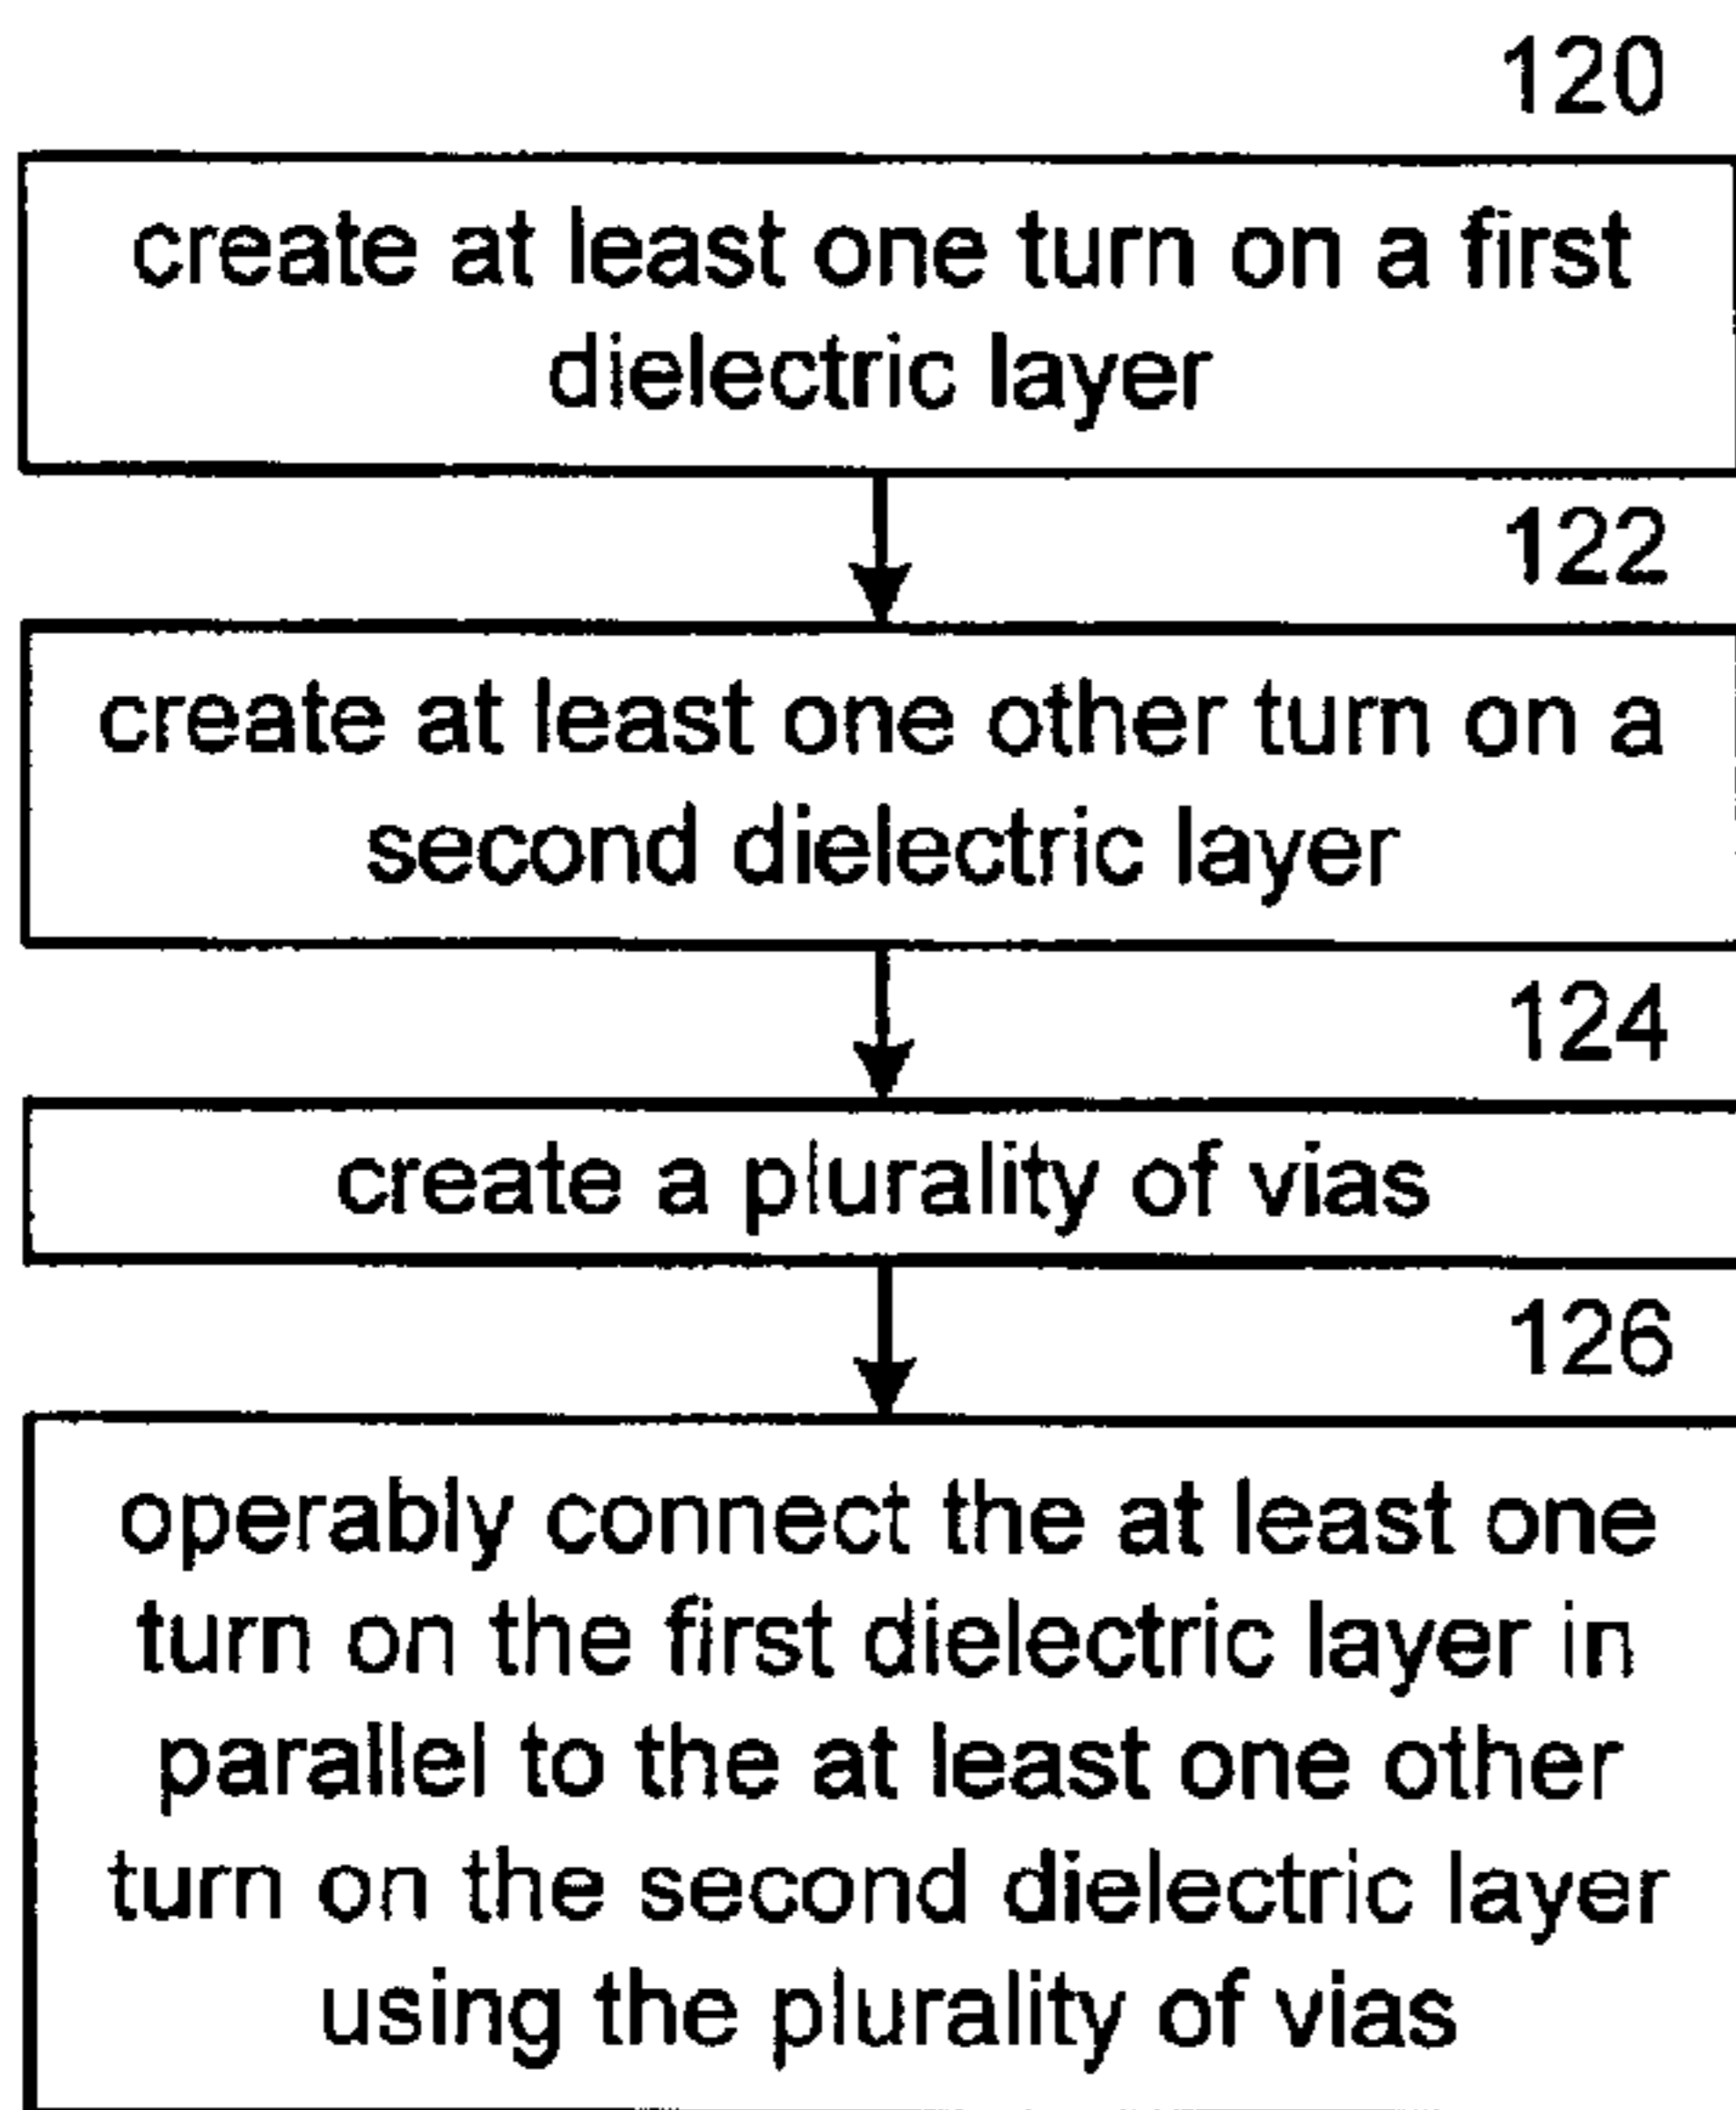 120
create at least one turn on a first
dielectric layer
122
create at least one other turn on a
second dielectric layer
124
create a plurality of vias
126
operably connect the at least one
turn on the first dielectric layer in
parallel to the at least one other
turn on the second dielectric layer
using the plurality of vias